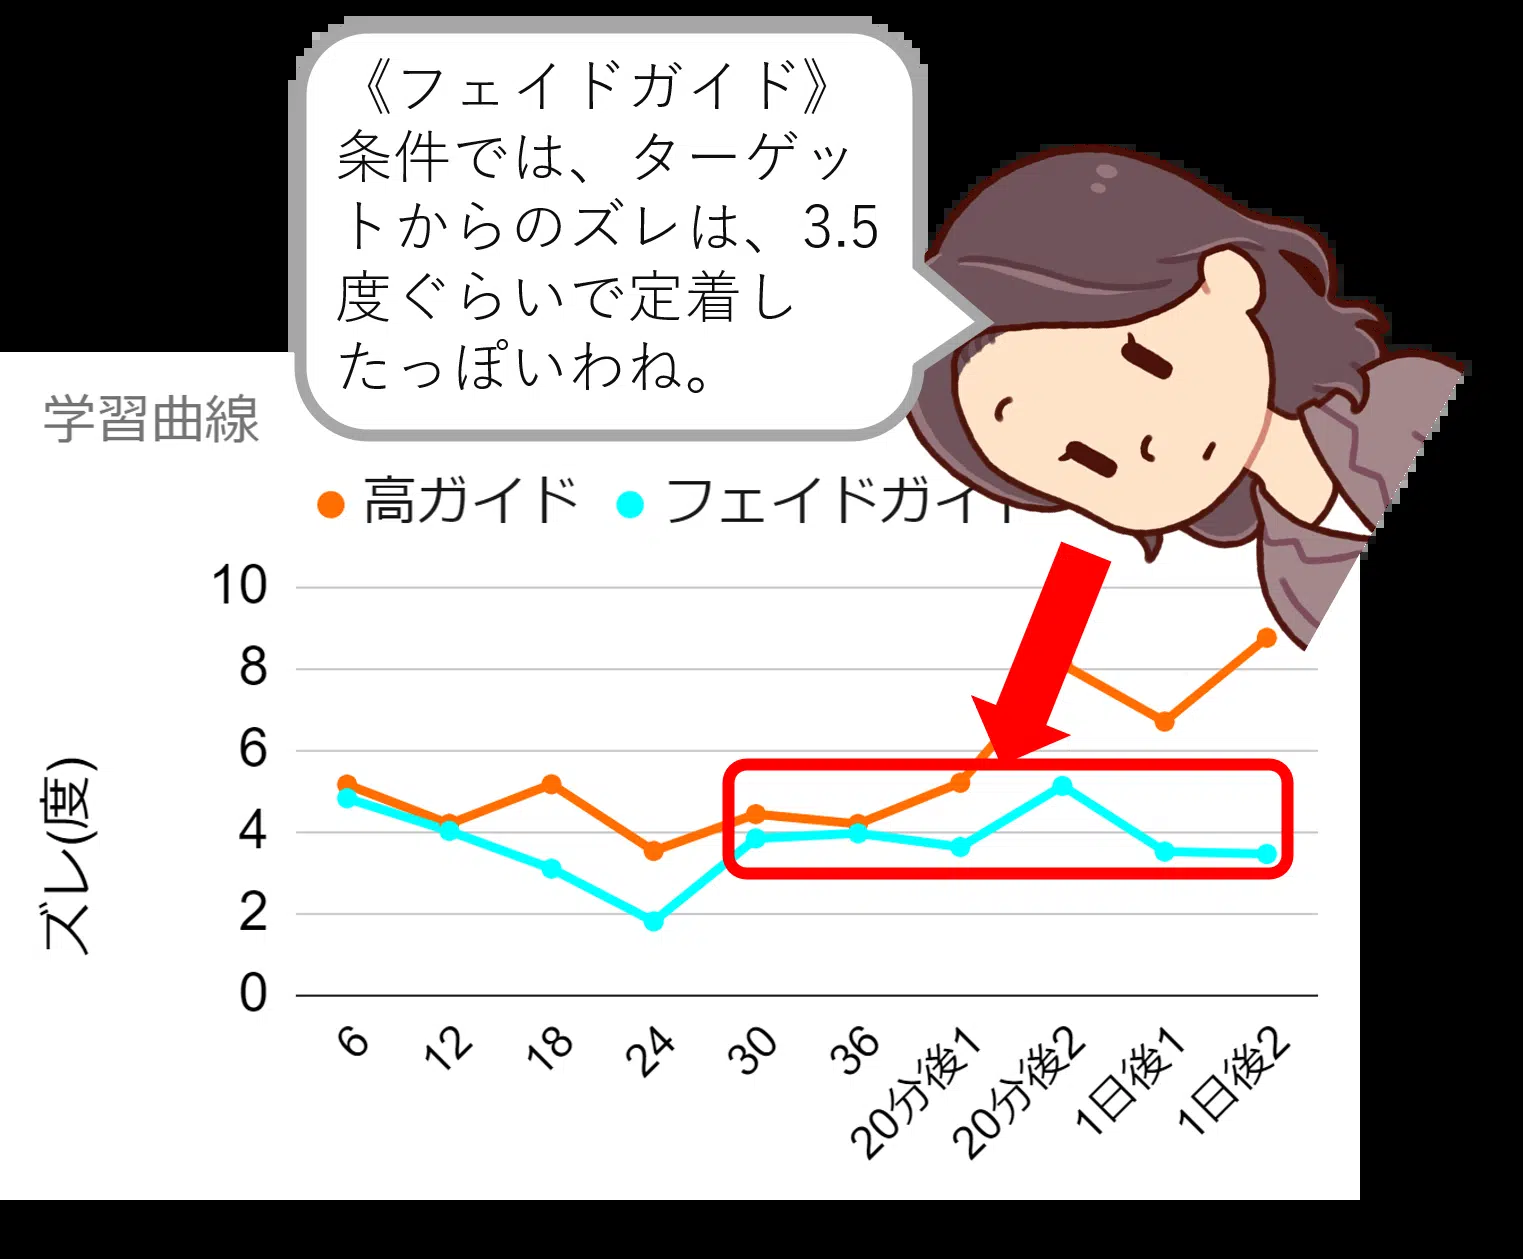 《フェイドガイド》
条件では、ターゲッ
トからのズレは、3.5
度ぐらいで定着し
たっぽいわね。
学習曲線
高ガイド フェイドガイド
10
8
6
4
2
0
ズレ(度)
6 12 18 24 30 36 20分後1 20分後2 1日後1 1日後2